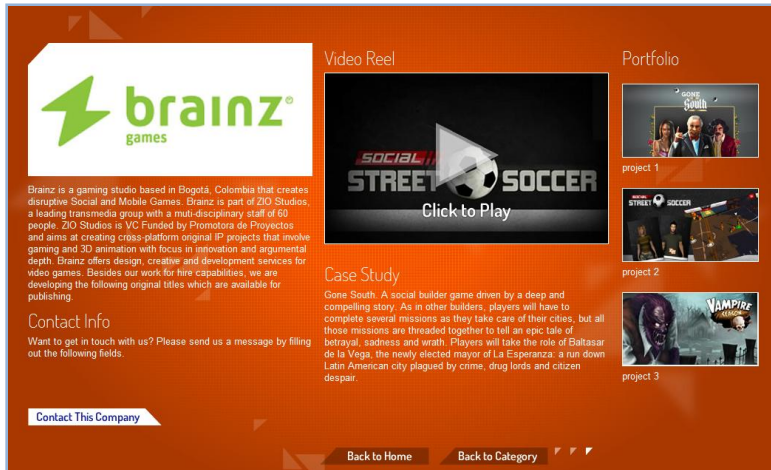 brainz®
games
Brainz is a gaming studio based in Bogotá, Colombia that creates
disruptive Social and Mobile Games. Brainz is part of ZIO Studios,
a leading transmedia group with a muti-disciplinary staff of 60
people. ZIO Studios is VC Funded by Promotora de Proyectos
and aims at creating cross-platform original IP projects that involve
gaming and 3D animation with focus in innovation and argumental
depth. Brainz offers design, creative and development services for
video games. Besides our work for hire capabilities, we are
developing the following original titles which are available for
publishing.
Contact Info
Want to get in touch with us? Please send us a message by filling
out the following fields.
Contact This Company
Video Reel
SOCIAL
STREET SOCCER
Click to Play
Case Study
Gone South. A social builder game driven by a deep and
compelling story. As in other builders, players will have to
complete several missions as they take care of their cities, but all
those missions are threaded together to tell an epic tale of
betrayal, sadness and wrath. Players will take the role of Baltasar
de la Vega, the newly elected mayor of La Esperanza: a run down
Latin American city plagued by crime, drug lords and citizen
despair.
Portfolio
GONE
South
project 1
STREET SOCCER
project 2
VAMPIRE
SEASON
project 3
Back to Home
Back to Category